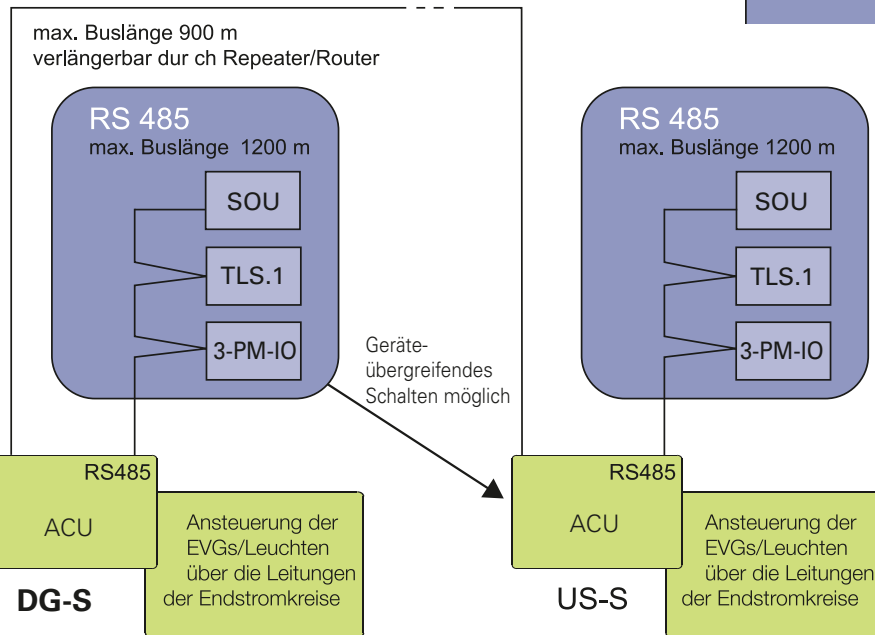 max. Buslänge 900 m
verlängerbar dur ch Repeater/Router
RS 485
max. Buslänge 1200 m
SOU
TLS.1
3-PM-IO
Geräte-
übergreifendes
Schalten möglich
RS 485
max. Buslänge 1200 m
SOU
TLS.1
3-PM-IO
RS485
ACU
Ansteuerung der
EVGs/Leuchten
über die Leitungen
der Endstromkreise
DG-S
RS485
ACU
Ansteuerung der
EVGs/Leuchten
über die Leitungen
der Endstromkreise
US-S